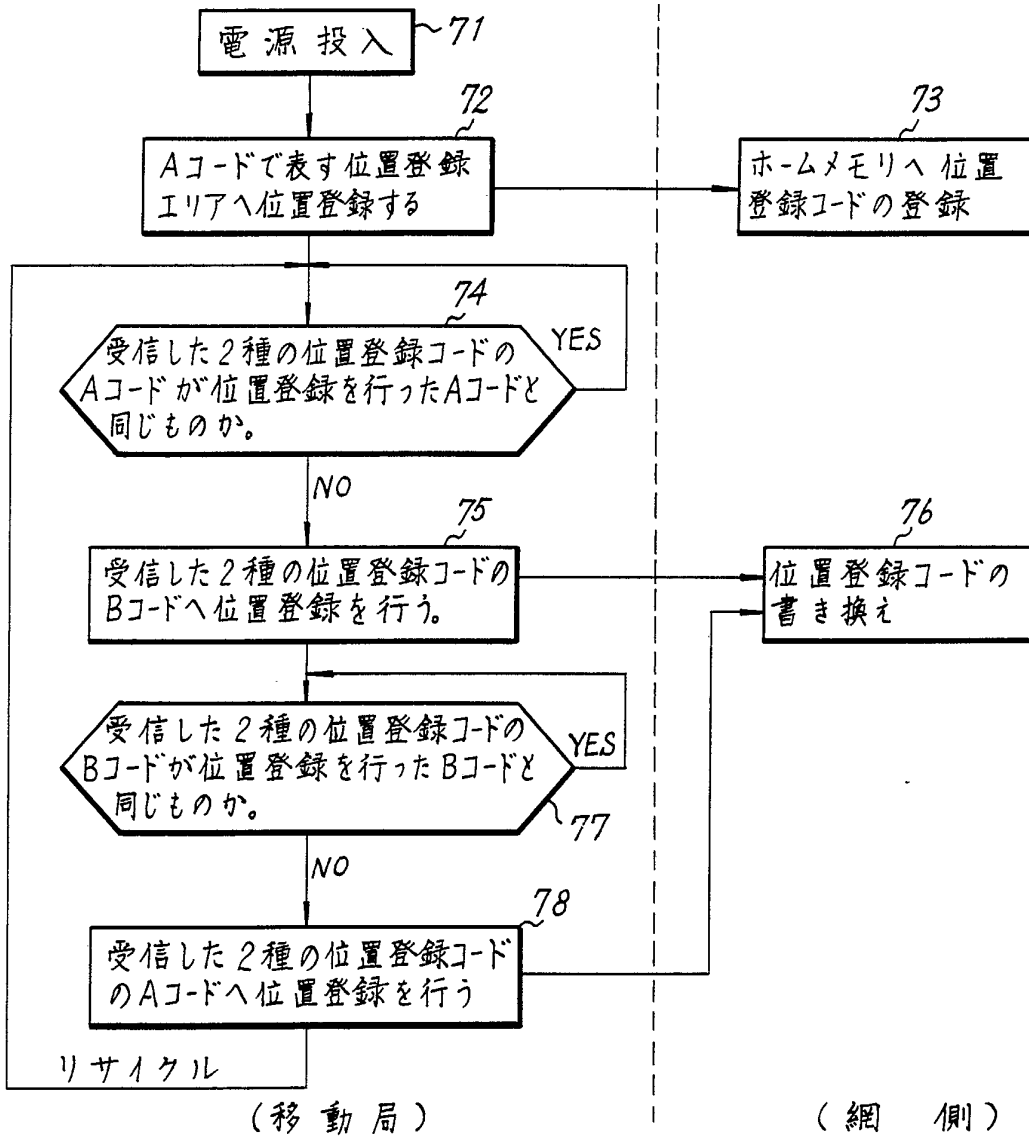 電源投入
71
72
Aコードで表す位置登録
エリアへ位置登録する
73
ホームメモリへ位置
登録コードの登録
74
受信した2種の位置登録コードの
Aコードが位置登録を行ったAコードと
同じものか。
YES
NO
75
受信した2種の位置登録コードの
Bコードへ位置登録を行う。
76
位置登録コードの
書き換え
受信した2種の位置登録コードの
Bコードが位置登録を行ったBコードと
同じものか。
YES
77
NO
78
受信した2種の位置登録コード
のAコードへ位置登録を行う
リサイクル
(移動局)
(網 側)